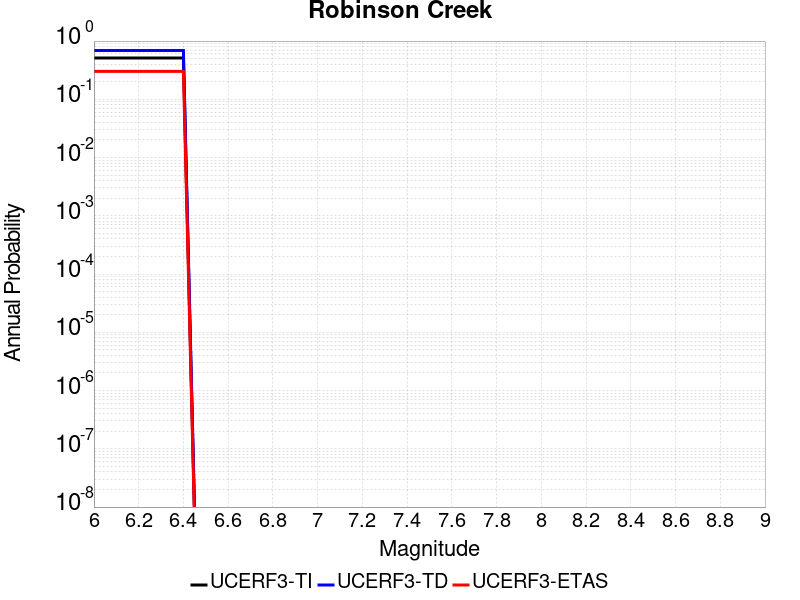 Robinson Creek
Annual Probability
10^0
10^-1
10^-2
10^-3
10^-4
10^-5
10^-6
10^-7
10^-8
6 6.2 6.4 6.6 6.8 7 7.2 7.4 7.6 7.8 8 8.2 8.4 8.6 8.8 9
Magnitude
UCERF3-TI UCERF3-TD UCERF3-ETAS